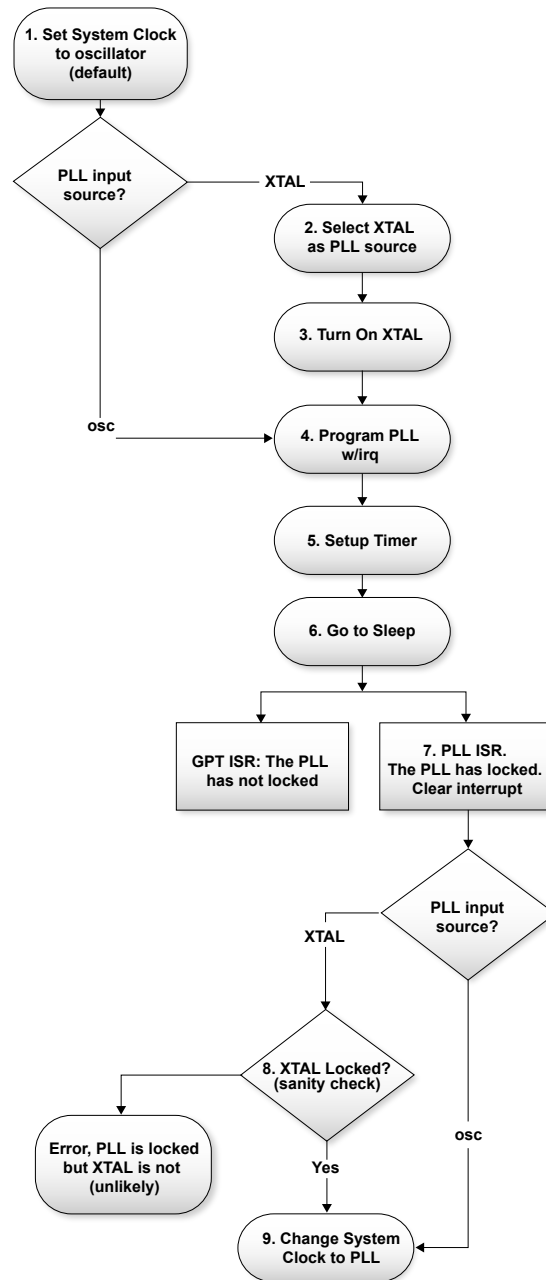 1. Set System Clock
to oscillator
(default)
PLL input
source?
XTAL
2. Select XTAL
as PLL source
3. Turn On XTAL
osc
4. Program PLL
w/irq
5. Setup Timer
6. Go to Sleep
GPT ISR: The PLL
has not locked
7. PLL ISR.
The PLL has locked.
Clear interrupt
PLL input
source?
XTAL
8. XTAL Locked?
(sanity check)
Error, PLL is locked
but XTAL is not
(unlikely)
osc
Yes
9. Change System
Clock to PLL